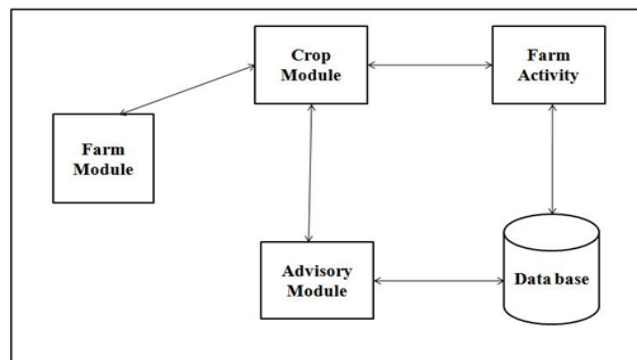 Crop
Module
Farm
Activity
Farm
Module
Advisory
Module
Data base